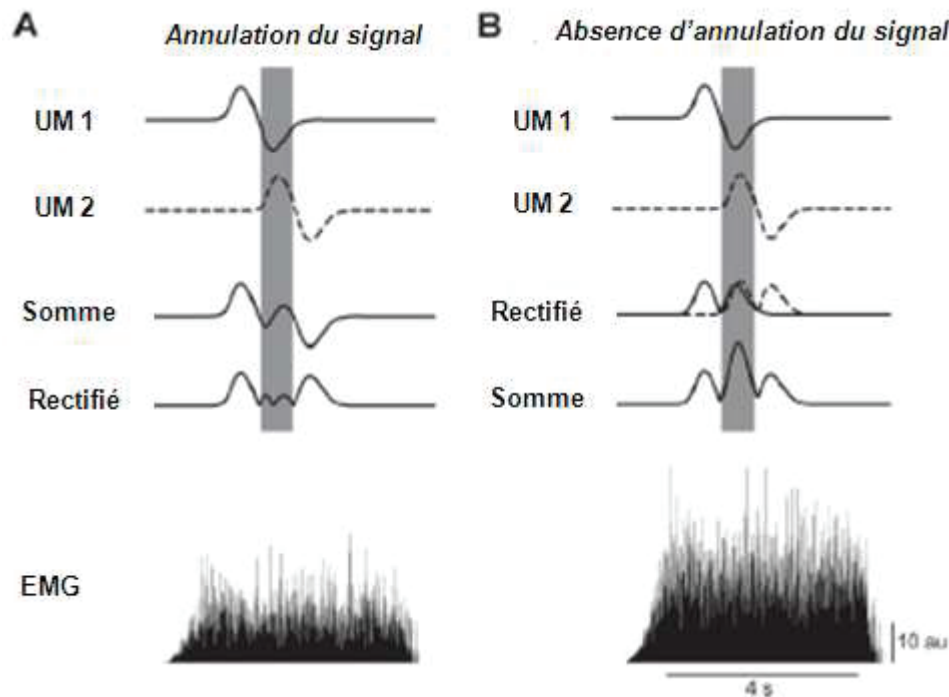 A
Annulation du signal
UM 1
UM 2
Somme
Rectifié
EMG
B
Absence d'annulation du signal
UM 1
UM 2
Rectifié
Somme
10 au
4 s